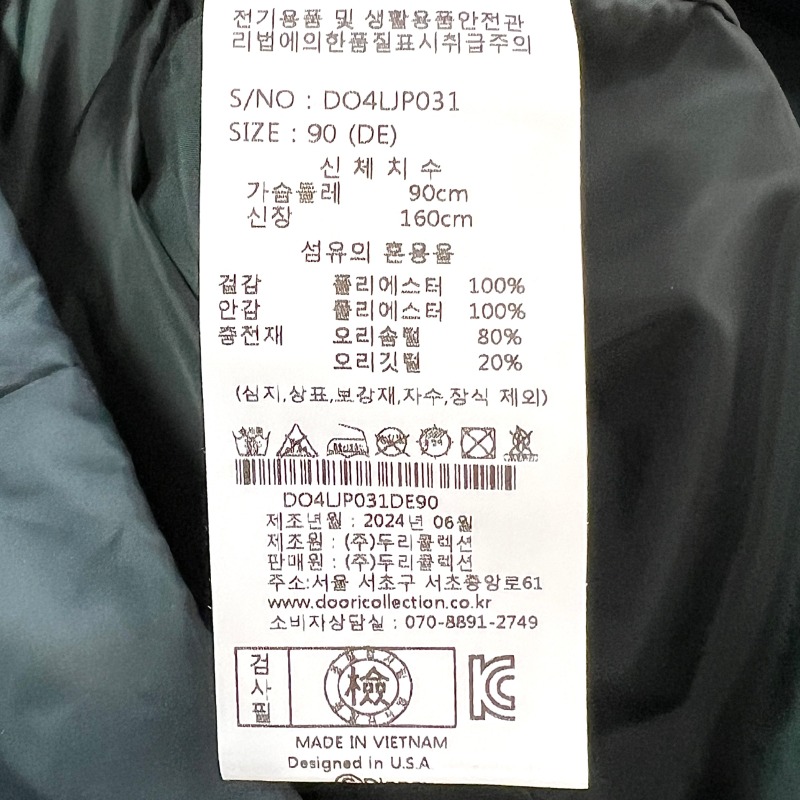 전기용품 및 생활용품안전관
리법에의한품질표시취급주의
S/NO : DO4LJP031
SIZE : 90 (DE)
신 체 치 수
가슴둘레 90cm
신장 160cm
섬유의 혼용율
겉감 폴리에스터 100%
안감 폴리에스터 100%
충전재 오리솜털 80%
오리깃털 20%
(심지,상표,보강재,자수,장식 제외)
DO4LJP031DE90
제조년월 : 2024년 06월
제조원 : (주)두리콜렉션
판매원 : (주)두리콜렉션
주소:서울 서초구 서초중앙로61
www.dooricollection.co.kr
소비자상담실 : 070-8891-2749
검사필
檢
KC
MADE IN VIETNAM
Designed in U.S.A